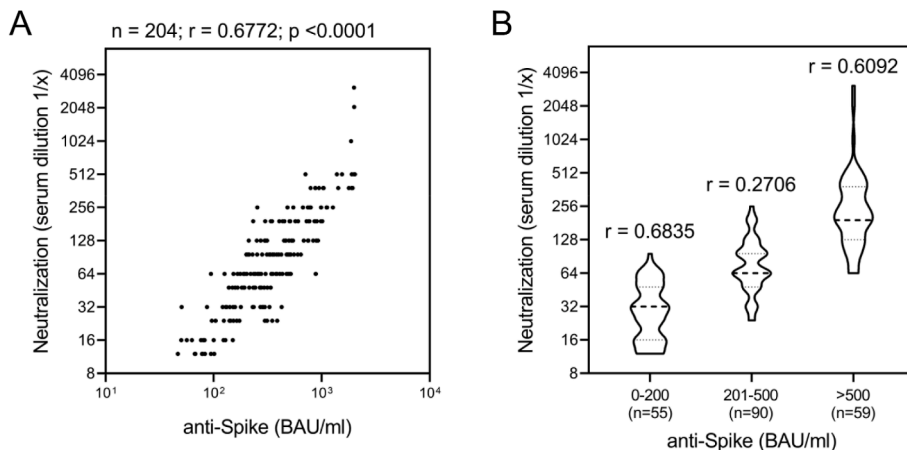 A
n = 204; r = 0.6772; p <0.0001
Neutralization (serum dilution 1/x)
4096
2048
1024
512
256
128
64
32
16
8
10¹ 10² 10³ 10⁴
anti-Spike (BAU/ml)
B
Neutralization (serum dilution 1/x)
4096
2048
1024
512
256
128
64
32
16
8
r = 0.6835
r = 0.2706
r = 0.6092
0-200 201-500 >500
(n=55) (n=90) (n=59)
anti-Spike (BAU/ml)